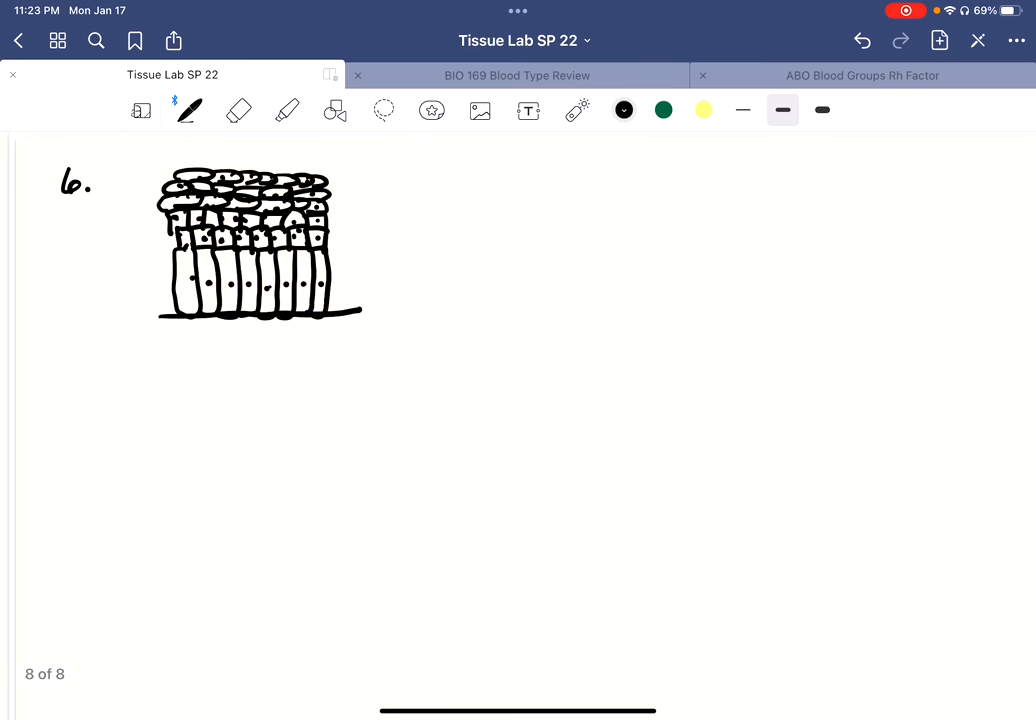 11:23 PM Mon Jan 17 69%
Tissue Lab SP 22
Tissue Lab SP 22 BIO 169 Blood Type Review ABO Blood Groups Rh Factor
T
6.
8 of 8